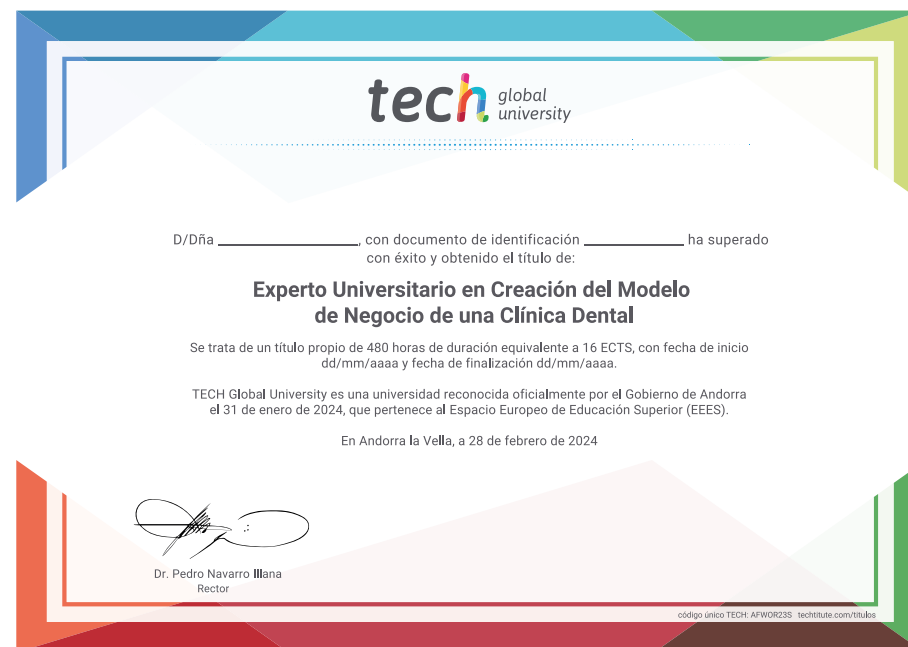 tech global
university
D/Dña ______________, con documento de identificación __________ ha superado
con éxito y obtenido el título de:
Experto Universitario en Creación del Modelo
de Negocio de una Clínica Dental
Se trata de un título propio de 480 horas de duración equivalente a 16 ECTS, con fecha de inicio
dd/mm/aaaa y fecha de finalización dd/mm/aaaa.
TECH Global University es una universidad reconocida oficialmente por el Gobierno de Andorra
el 31 de enero de 2024, que pertenece al Espacio Europeo de Educación Superior (EEES).
En Andorra la Vella, a 28 de febrero de 2024
Dr. Pedro Navarro Illana
Rector
código único TECH: AFWOR23S techtitute.com/titulos